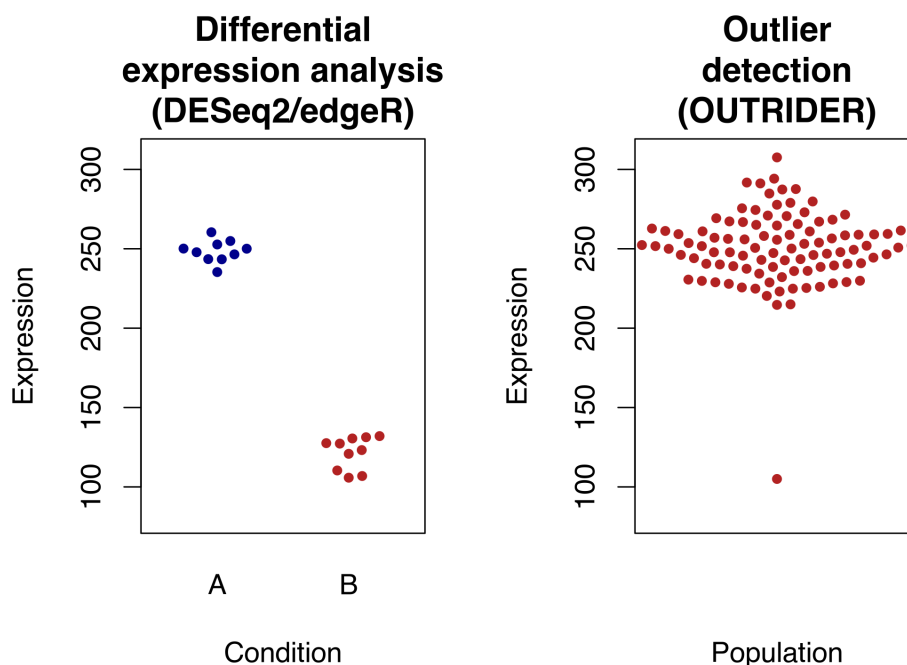 Differential
expression analysis
(DESeq2/edgeR)
Expression
300
250
200
150
100
A
B
Condition
Outlier
detection
(OUTRIDER)
Expression
300
250
200
150
100
Population